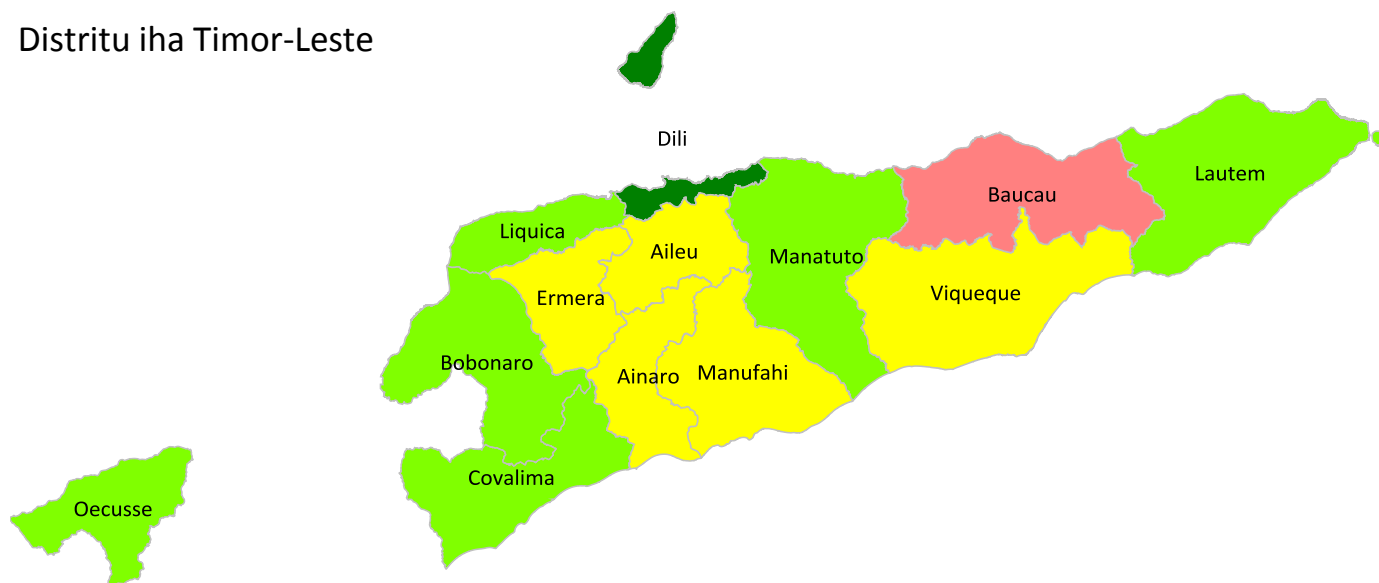 Distritu iha Timor-Leste
Dili
Lautem
Baucau
Liquica
Aileu
Manatuto
Ermera
Viqueque
Bobonaro
Ainaro
Manufahi
Covalima
Oecusse